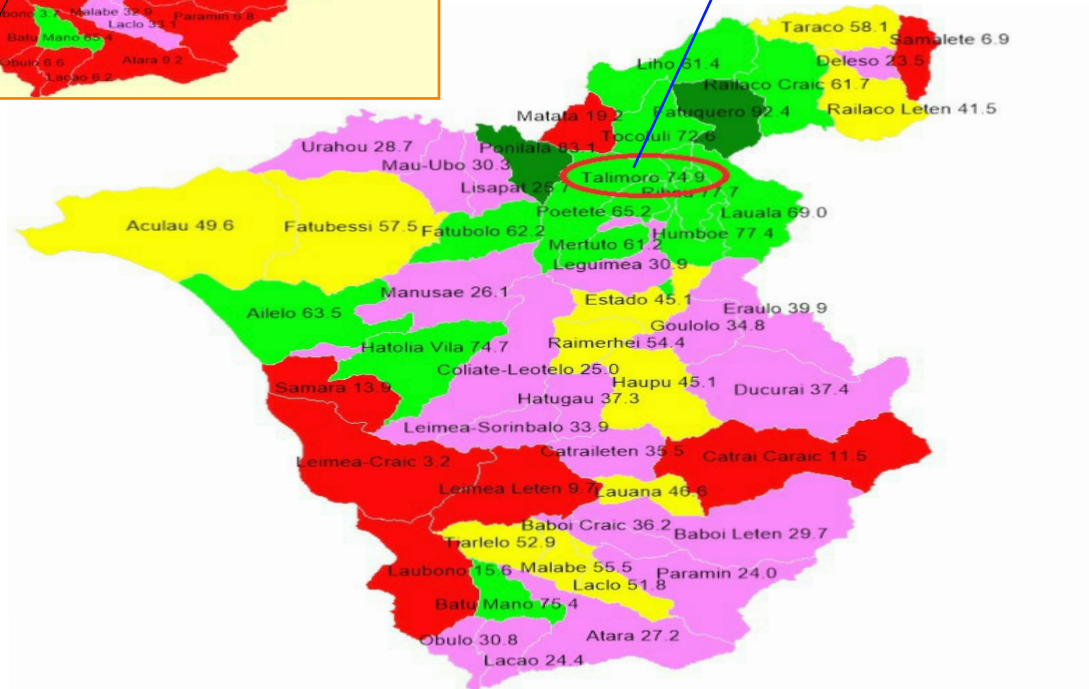 Malabe 32.9
Paramin 6.8
Laclo 33.1
Batu Mano 65.4
Atara 9.2
Obulo 6.6
Lacao 6.2
Taraco 58.1
Samalete 6.9
Deleso 23.5
Liho 61.4
Railaco Craic 61.7
Railaco Leten 41.5
Fatuquero 92.4
Matata 19.2
Tocoluli 72.6
Urahou 28.7
Ponilala 83.1
Mau-Ubo 30.3
Talimoro 74.9
Lisapat 25.7
Ribou 77.7
Poetete 65.2
Lauala 69.0
Aculau 49.6
Fatubessi 57.5
Fatubolo 62.2
Humboe 77.4
Mertuto 61.2
Leguimea 30.9
Manusae 26.1
Estado 45.1
Eraulo 39.9
Ailelo 63.5
Goulolo 34.8
Raimerhei 54.4
Hatolia Vila 74.7
Coliate-Leotelo 25.0
Haupu 45.1
Samara 13.9
Ducurai 37.4
Hatugau 37.3
Leimea-Sorinbalo 33.9
Catraileten 35.5
Catrai Caraic 11.5
Leimea-Craic 3.2
Leimea Leten 9.7
Lauana 46.6
Baboi Craic 36.2
Baboi Leten 29.7
Tiarlelo 52.9
Malabe 55.5
Laubono 15.6
Paramin 24.0
Laclo 51.8
Batu Mano 75.4
Atara 27.2
Obulo 30.8
Lacao 24.4